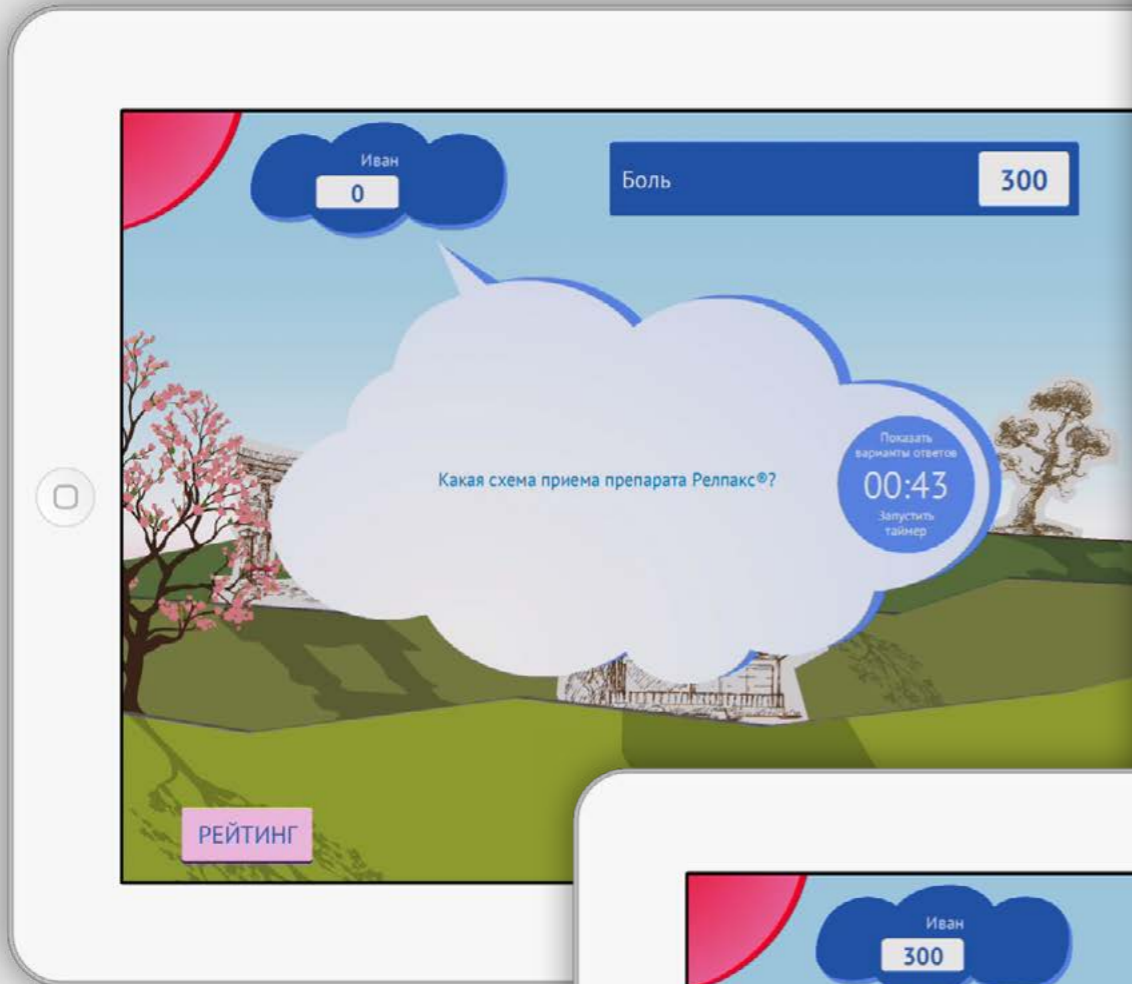 Иван
0
Боль
300
Какая схема приема препарата Релпакс®?
Показать
варианты ответов
00:43
Запустить
таймер
РЕЙТИНГ
Иван
300